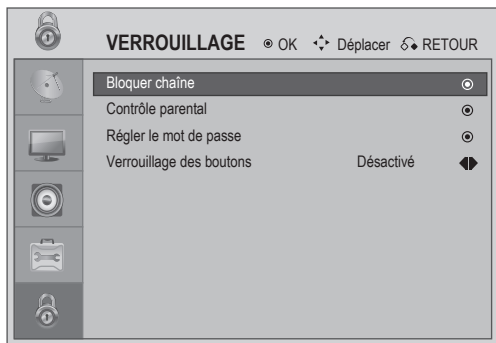 VERROUILLAGE OK Déplacer RETOUR
Bloquer chaîne
Contrôle parental
Régler le mot de passe
Verrouillage des boutons Désactivé